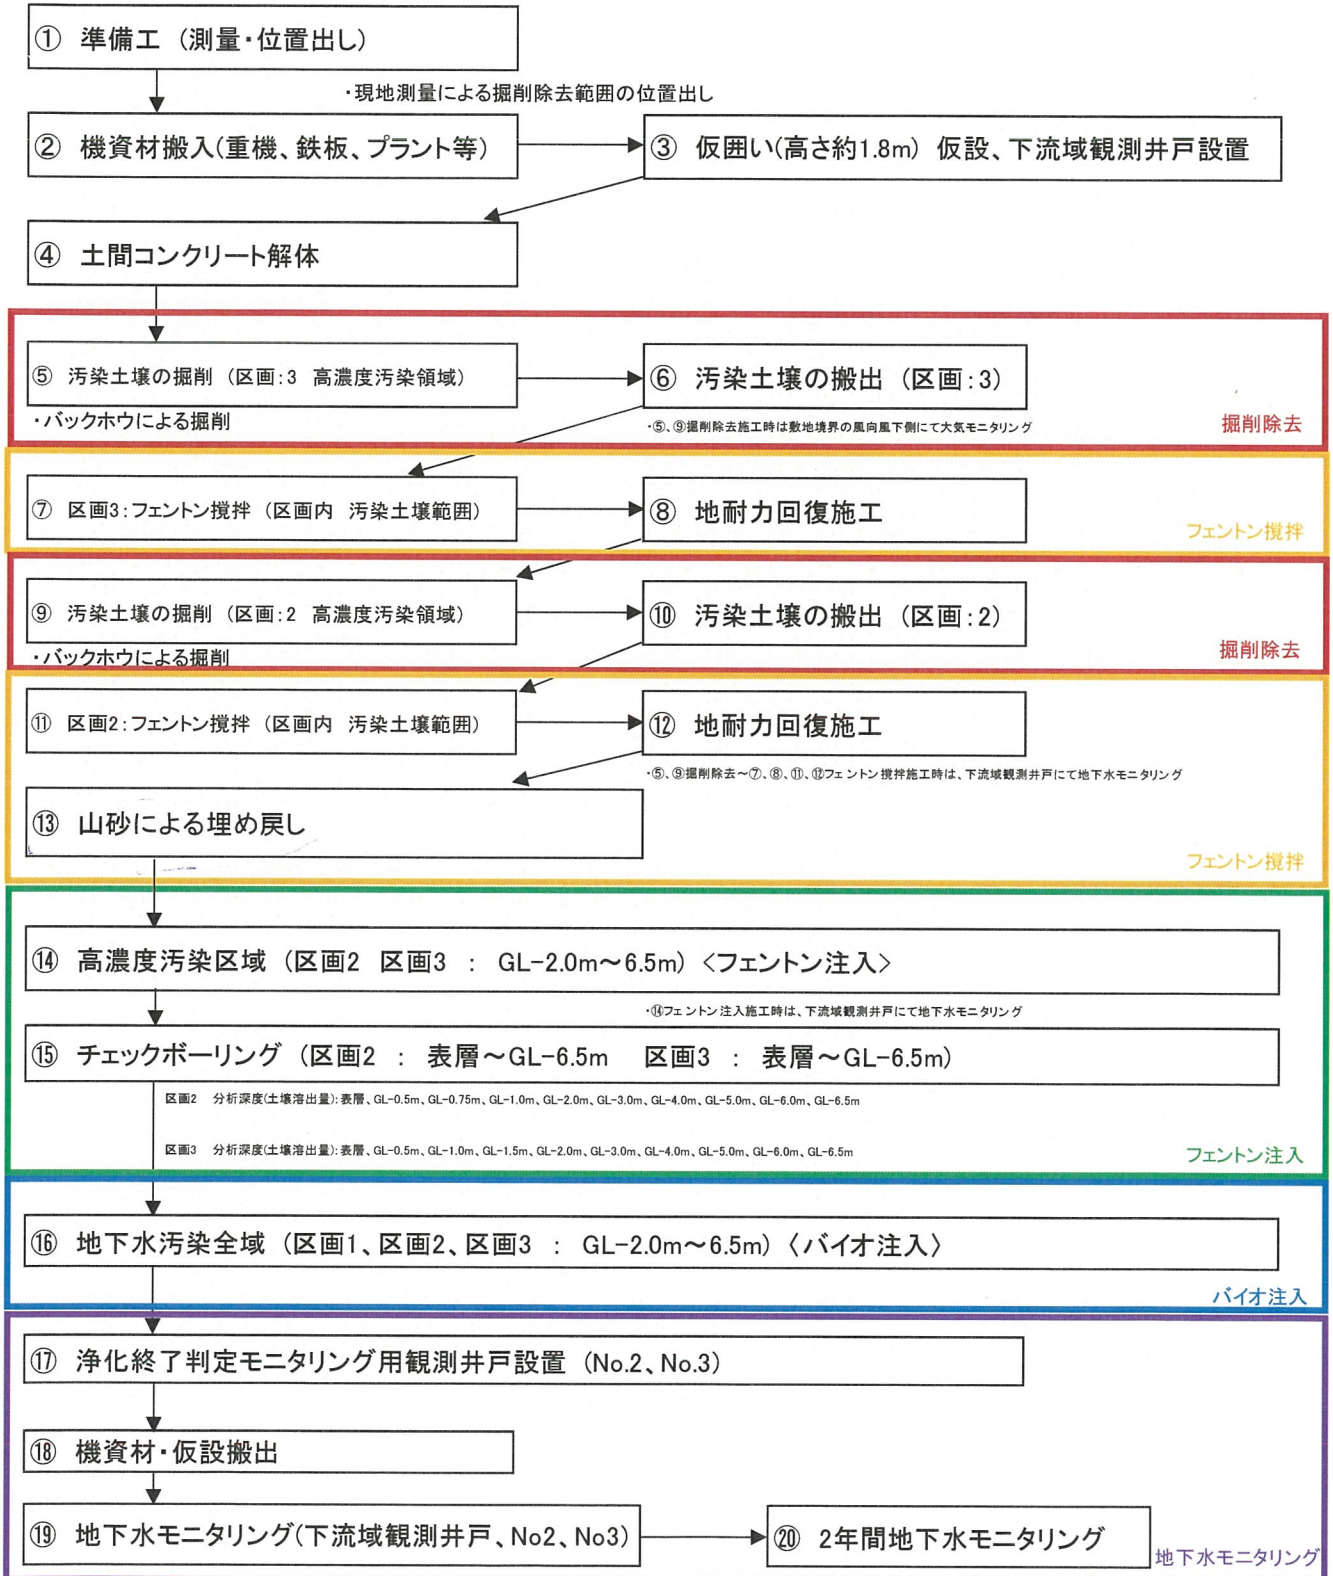 ① 準備工 (測量・位置出し)
・現地測量による掘削除去範囲の位置出し
② 機資材搬入(重機、鉄板、プラント等)
③ 仮囲い(高さ約1.8m) 仮設、下流域観測井戸設置
④ 土間コンクリート解体
⑤ 汚染土壌の掘削 (区画:3 高濃度汚染領域)
⑥ 汚染土壌の搬出 (区画:3)
・バックホウによる掘削
・⑤、⑨掘削除去施工時は敷地境界の風向風下側にて大気モニタリング
掘削除去
⑦ 区画3:フェントン撹拌 (区画内 汚染土壌範囲)
⑧ 地耐力回復施工
フェントン撹拌
⑨ 汚染土壌の掘削 (区画:2 高濃度汚染領域)
⑩ 汚染土壌の搬出 (区画:2)
・バックホウによる掘削
掘削除去
⑪ 区画2:フェントン撹拌 (区画内 汚染土壌範囲)
⑫ 地耐力回復施工
・⑤、⑨掘削除去～⑦、⑧、⑪、⑫フェントン撹拌施工時は、下流域観測井戸にて地下水モニタリング
⑬ 山砂による埋め戻し
フェントン撹拌
⑭ 高濃度汚染区域 (区画2 区画3 : GL-2.0m～6.5m) <フェントン注入>
・⑭フェントン注入施工時は、下流域観測井戸にて地下水モニタリング
⑮ チェックボーリング (区画2 : 表層～GL-6.5m 区画3 : 表層～GL-6.5m)
区画2 分析深度(土壌溶出量):表層、GL-0.5m、GL-0.75m、GL-1.0m、GL-2.0m、GL-3.0m、GL-4.0m、GL-5.0m、GL-6.0m、GL-6.5m
区画3 分析深度(土壌溶出量):表層、GL-0.5m、GL-1.0m、GL-1.5m、GL-2.0m、GL-3.0m、GL-4.0m、GL-5.0m、GL-6.0m、GL-6.5m
フェントン注入
⑯ 地下水汚染全域 (区画1、区画2、区画3 : GL-2.0m～6.5m) 〈バイオ注入〉
バイオ注入
⑰ 浄化終了判定モニタリング用観測井戸設置 (No.2、No.3)
⑱ 機資材・仮設搬出
⑲ 地下水モニタリング(下流域観測井戸、No2、No3)
⑳ 2年間地下水モニタリング
地下水モニタリング